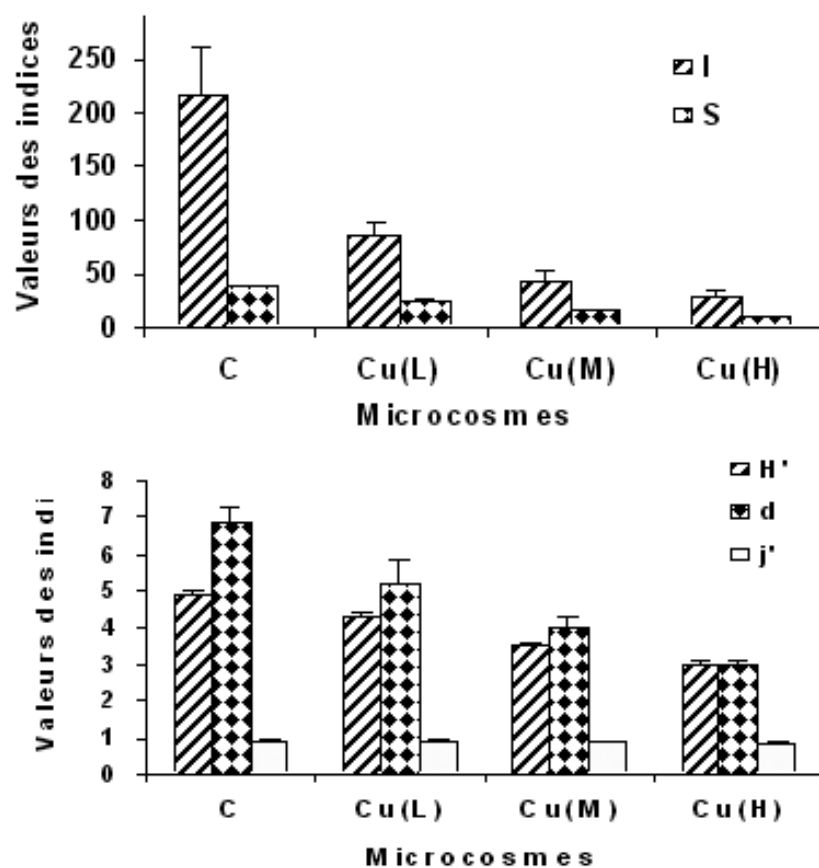 Valeurs des indices
250
200
150
100
50
0
I
S
C Cu(L) Cu(M) Cu(H)
Microcosmes
Valeurs des indi
8
7
6
5
4
3
2
1
0
H'
d
j'
C Cu(L) Cu(M) Cu(H)
Microcosmes